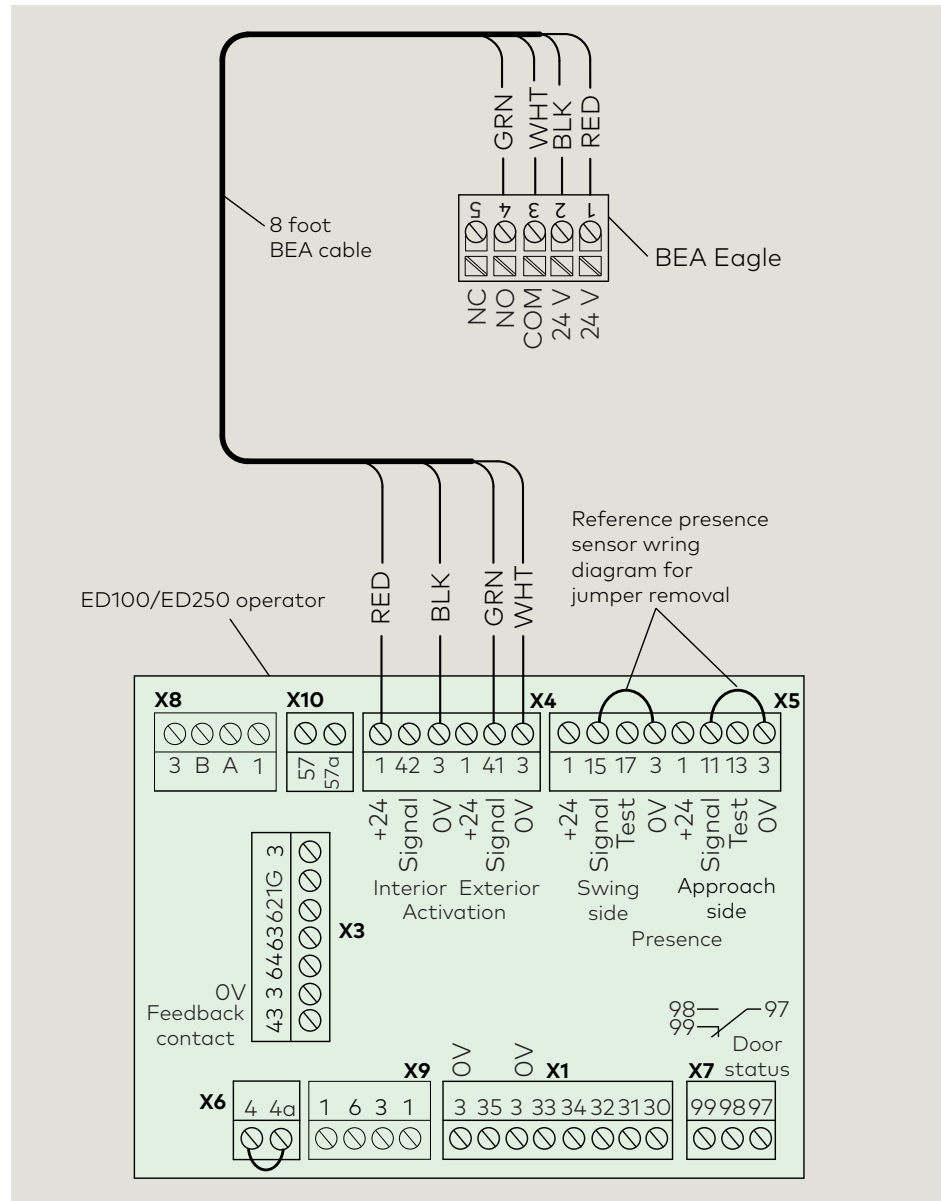 GRN
WHT
BLK
RED
5
4
3
2
1
8 foot
BEA cable
BEA Eagle
NC
NO
COM
24 V
24 V
Reference presence
sensor wring
diagram for
jumper removal
RED
BLK
GRN
WHT
ED100/ED250 operator
X8
X10
X4
X5
3 B A 1
57
57a
1 42 3 1 41 3
1 15 17 3 1 11 13 3
+24
Signal
0V
+24
Signal
0V
+24
Signal
Test
0V
+24
Signal
Test
0V
Interior Exterior
Activation
Swing
side
Approach
side
Presence
3
1G
62
63
64
3
43
X3
0V
Feedback
contact
98
99
97
Door
status
X9
0V
0V
X1
X7
X6
4 4a
1 6 3 1
3 35 3 33 34 32 31 30
99 98 97